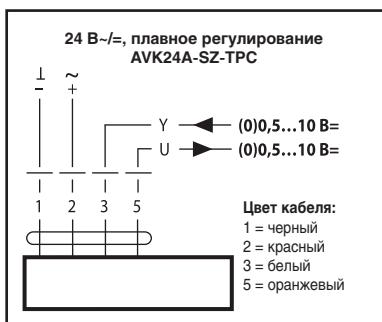 24 В~/=, плавное регулирование
AVK24A-SZ-TPC
⊥ ~
− +
Y (0)0,5...10 В=
U (0)0,5...10 В=
1 2 3 5
Цвет кабеля:
1 = черный
2 = красный
3 = белый
5 = оранжевый